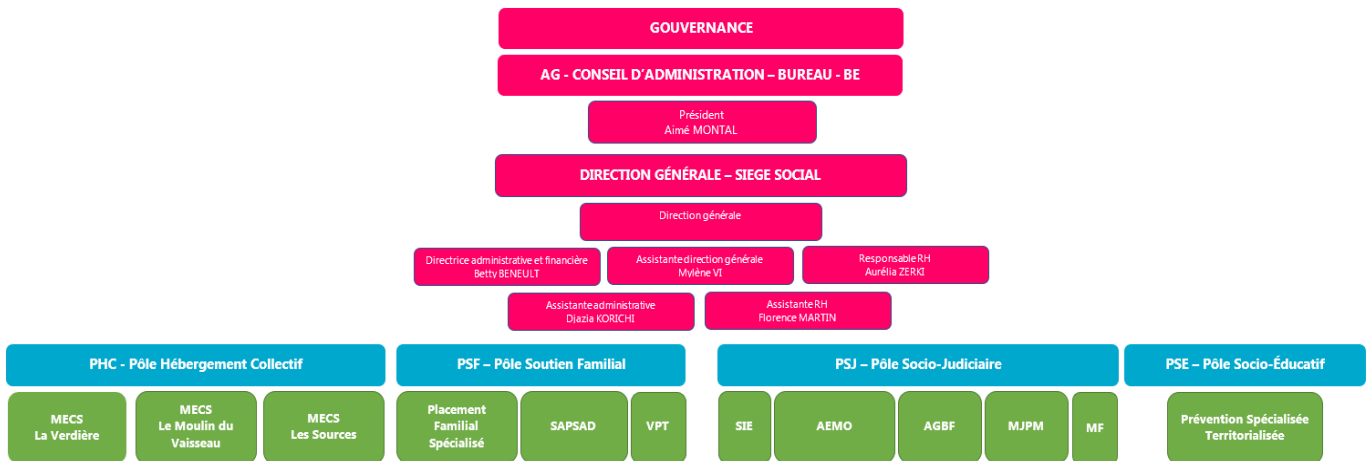 GOUVERNANCE
AG - CONSEIL D'ADMINISTRATION – BUREAU - BE
Président
Aimé MONTAL
DIRECTION GÉNÉRALE – SIEGE SOCIAL
Direction générale
Directrice administrative et financière
Betty BENEULT
Assistante direction générale
Mylène VI
Responsable RH
Aurélia ZERKI
Assistante administrative
Djazia KORICHI
Assistante RH
Florence MARTIN
PHC - Pôle Hébergement Collectif
PSF – Pôle Soutien Familial
PSJ – Pôle Socio-Judiciaire
PSE – Pôle Socio-Éducatif
MECS
La Verdière
MECS
Le Moulin du
Vaisseau
MECS
Les Sources
Placement
Familial
Spécialisé
SAPSAD
VPT
SIE
AEMO
AGBF
MJPM
MF
Prévention Spécialisée
Territorialisée